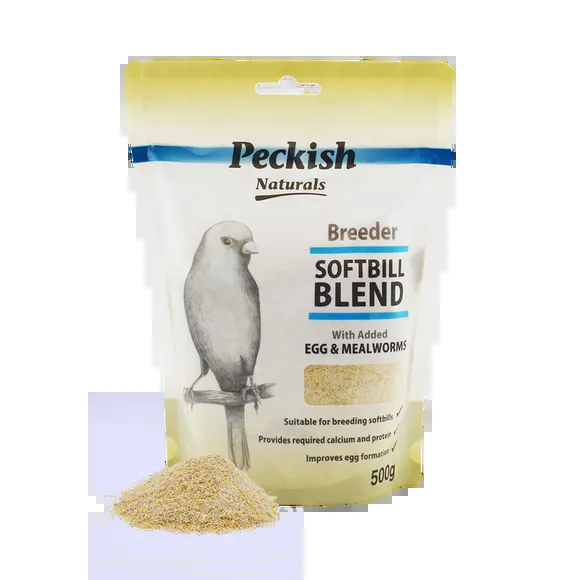 Peckish
Naturals
Breeder
SOFTBILL
BLEND
With Added
EGG & MEALWORMS
Suitable for breeding softbills
Provides required calcium and protein
Improves egg formation
500g